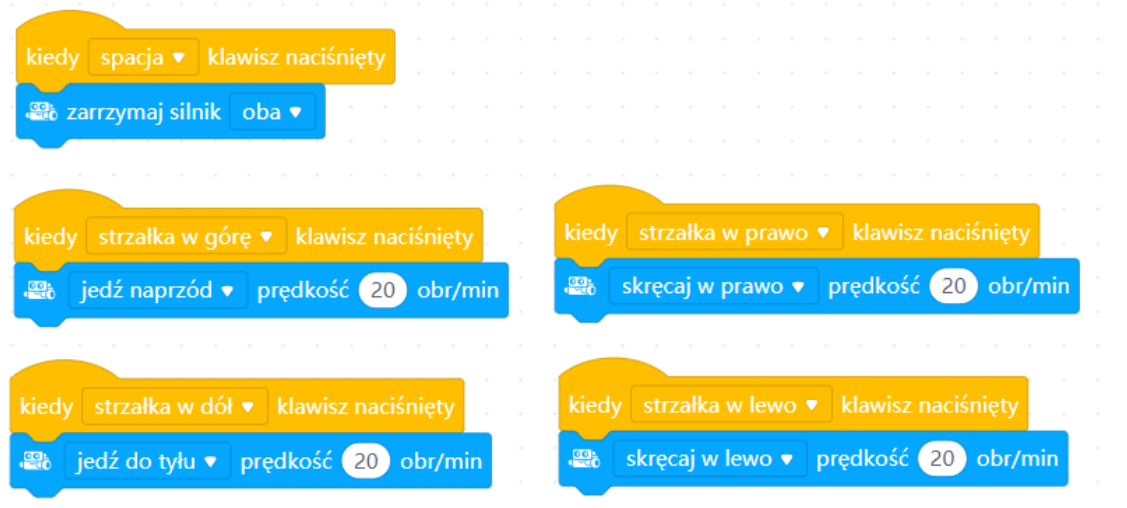 kiedy spacja klawisz naciśnięty
zarrzymaj silnik oba
kiedy strzałka w górę klawisz naciśnięty
jedź naprzód prędkość 20 obr/min
kiedy strzałka w prawo klawisz naciśnięty
skręcaj w prawo prędkość 20 obr/min
kiedy strzałka w dół klawisz naciśnięty
jedź do tyłu prędkość 20 obr/min
kiedy strzałka w lewo klawisz naciśnięty
skręcaj w lewo prędkość 20 obr/min